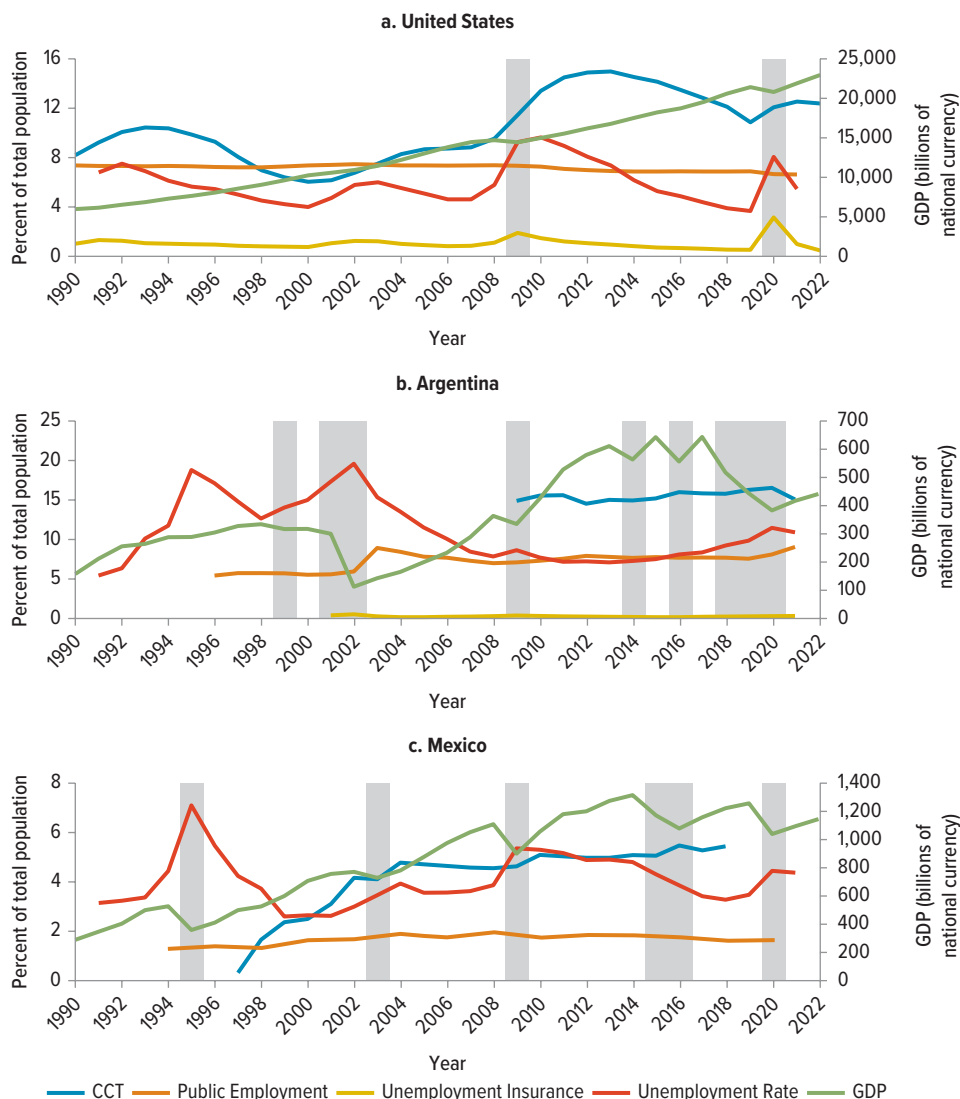 a. United States
Percent of total population
16
12
8
4
0
25,000
20,000
15,000
10,000
5,000
0
GDP (billions of
national currency)
1990 1992 1994 1996 1998 2000 2002 2004 2006 2008 2010 2012 2014 2016 2018 2020 2022
Year
b. Argentina
Percent of total population
25
20
15
10
5
0
700
600
500
400
300
200
100
0
GDP (billions of
national currency)
1990 1992 1994 1996 1998 2000 2002 2004 2006 2008 2010 2012 2014 2016 2018 2020 2022
Year
c. Mexico
Percent of total population
8
6
4
2
0
1,400
1,200
1,000
800
600
400
200
0
GDP (billions of
national currency)
1990 1992 1994 1996 1998 2000 2002 2004 2006 2008 2010 2012 2014 2016 2018 2020 2022
Year
CCT Public Employment Unemployment Insurance Unemployment Rate GDP